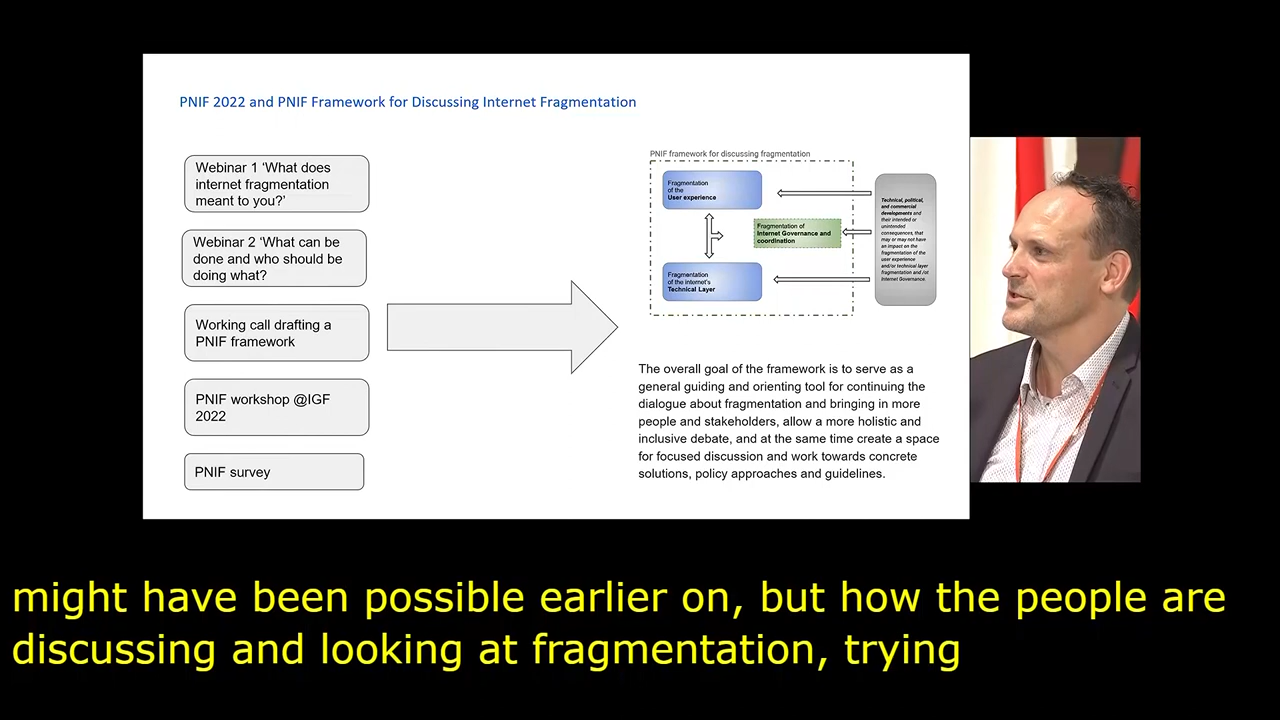 PNIF 2022 and PNIF Framework for Discussing Internet Fragmentation
Webinar 1 ‘What does
internet fragmentation
meant to you?’
Webinar 2 ‘What can be
done and who should be
doing what?
Working call drafting a
PNIF framework
PNIF workshop @IGF
2022
PNIF survey
PNIF framework for discussing fragmentation
Fragmentation
of the
User experience
Fragmentation of
Internet Governance and
coordination
Fragmentation
of the internet's
Technical Layer
Technical, political,
and commercial
developments and
their intended or
unintended
consequences, that
may or may not have
an impact on the
fragmentation of the
user experience
and/or technical layer
fragmentation and /ot
Internet Governance.
The overall goal of the framework is to serve as a
general guiding and orienting tool for continuing the
dialogue about fragmentation and bringing in more
people and stakeholders, allow a more holistic and
inclusive debate, and at the same time create a space
for focused discussion and work towards concrete
solutions, policy approaches and guidelines.
might have been possible earlier on, but how the people are
discussing and looking at fragmentation, trying